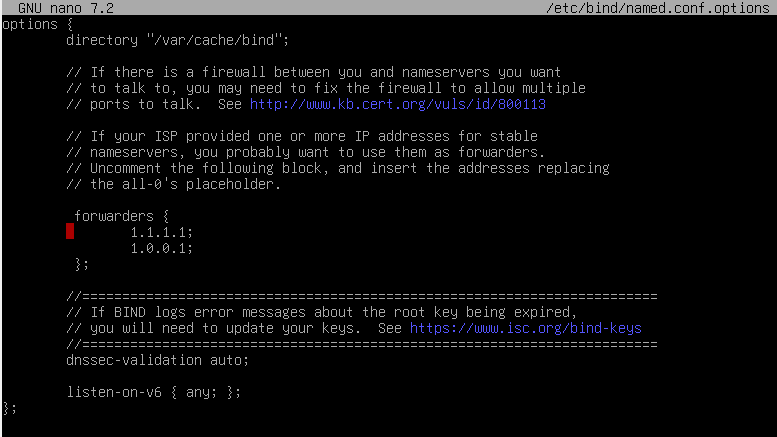 GNU nano 7.2 /etc/bind/named.conf.options
options {
directory "/var/cache/bind";
// If there is a firewall between you and nameservers you want
// to talk to, you may need to fix the firewall to allow multiple
// ports to talk.  See http://www.kb.cert.org/vuls/id/800113
// If your ISP provided one or more IP addresses for stable
// nameservers, you probably want to use them as forwarders.
// Uncomment the following block, and insert the addresses replacing
// the all-0's placeholder.
forwarders {
1.1.1.1;
1.0.0.1;
};
//========================================================================
// If BIND logs error messages about the root key being expired,
// you will need to update your keys.  See https://www.isc.org/bind-keys
//========================================================================
dnssec-validation auto;
listen-on-v6 { any; };
};